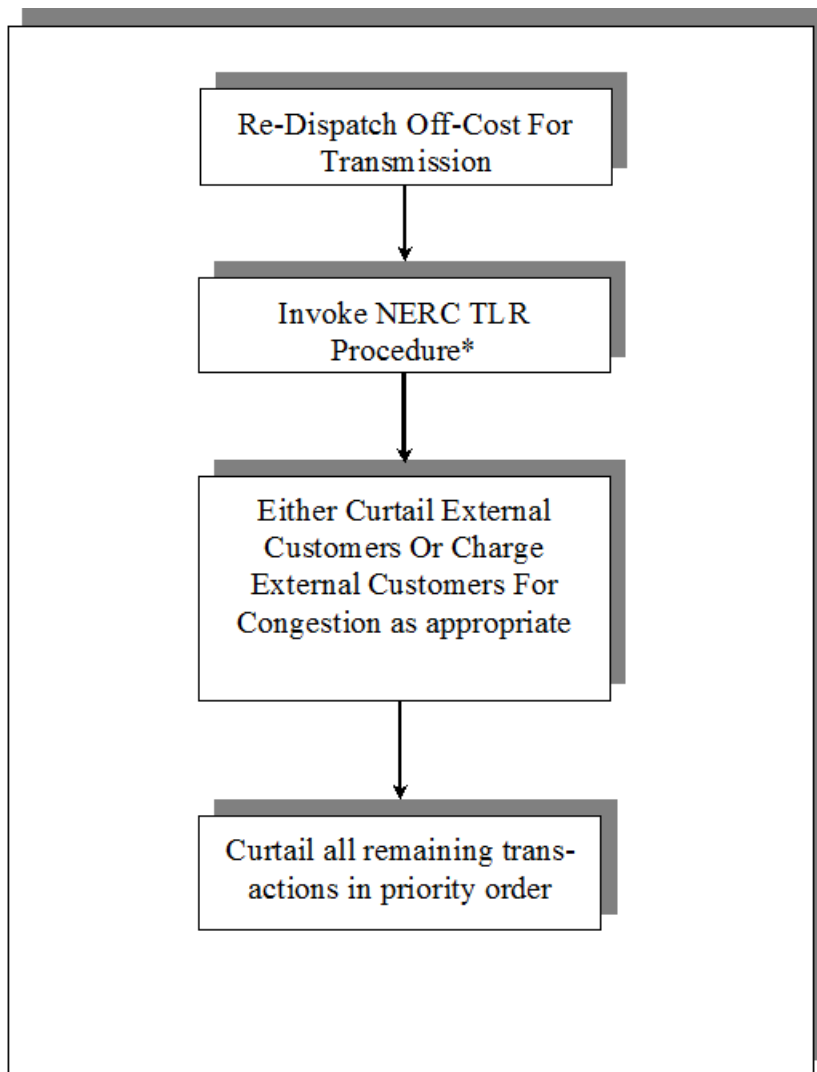 Re-Dispatch Off-Cost For
Transmission
Invoke NERC TLR
Procedure*
Either Curtail External
Customers Or Charge
External Customers For
Congestion as appropriate
Curtail all remaining trans-
actions in priority order